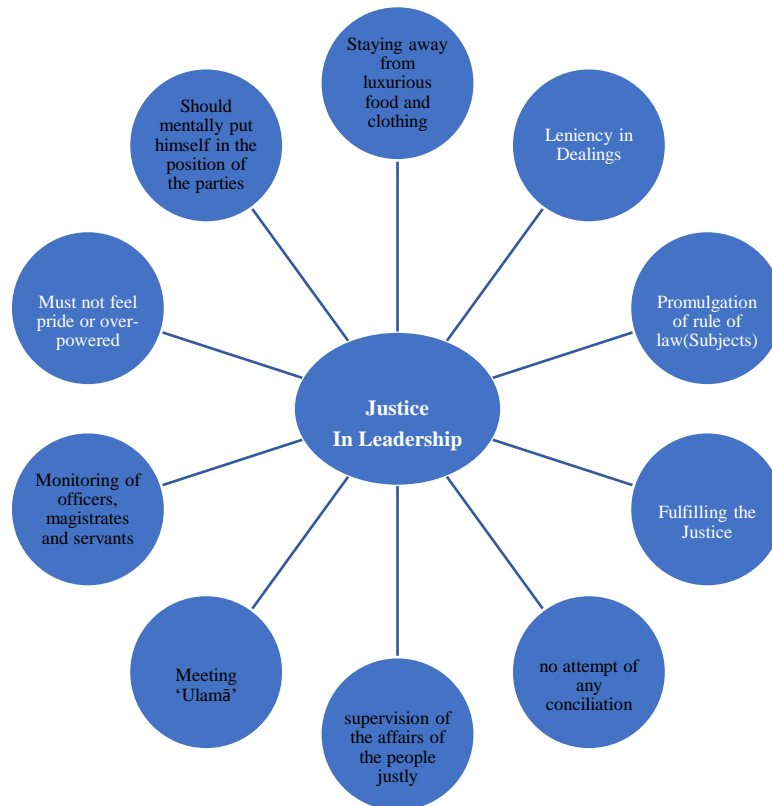 Staying away
from
luxurious
food and
clothing
Leniency in
Dealings
Promulgation
of rule of
law(Subjects)
Fulfilling the
Justice
no attempt of
any
conciliation
supervision of
the affairs of
the people
justly
Meeting
‘Ulamā’
Monitoring of
officers,
magistrates
and servants
Must not feel
pride or over-
powered
Should
mentally put
himself in the
position of
the parties
Justice
In Leadership